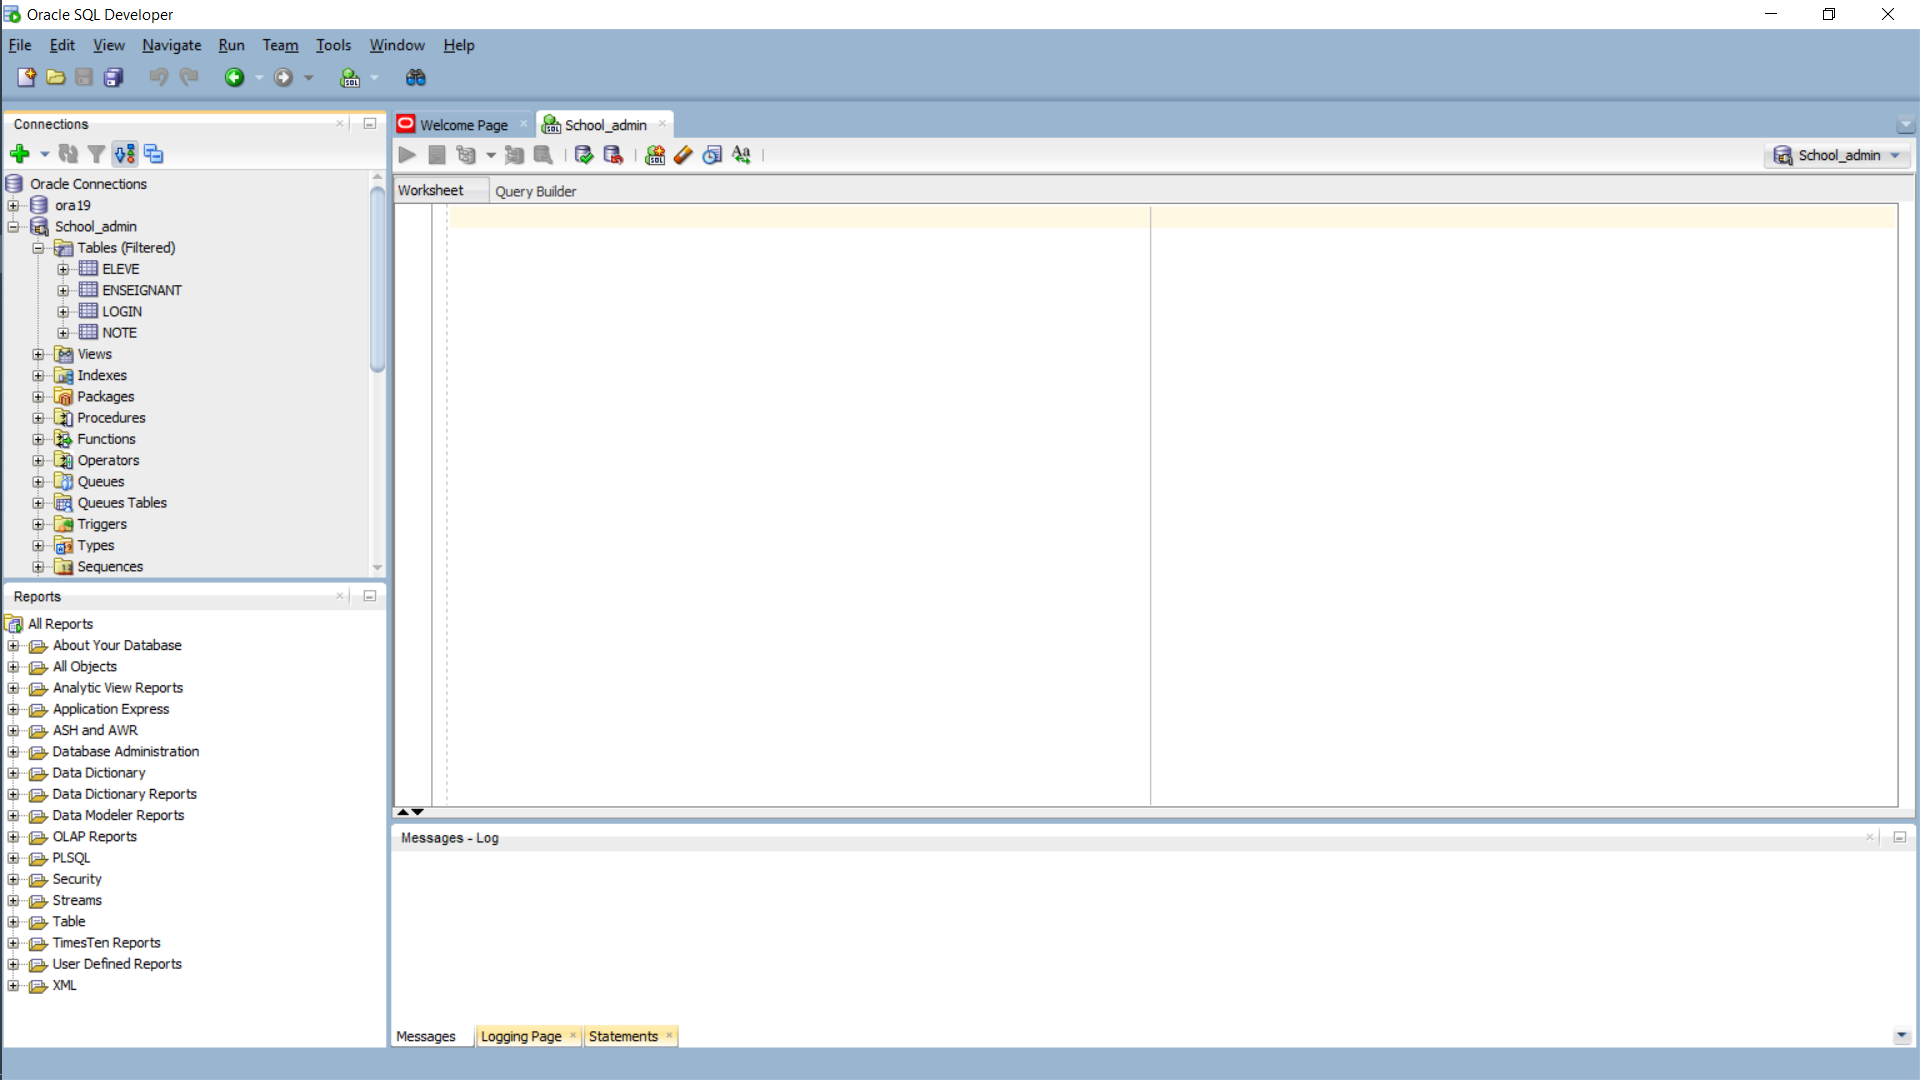 Oracle SQL Developer
File Edit View Navigate Run Team Tools Window Help
Connections
Oracle Connections
ora19
School_admin
Tables (Filtered)
ELEVE
ENSEIGNANT
LOGIN
NOTE
Views
Indexes
Packages
Procedures
Functions
Operators
Queues
Queues Tables
Triggers
Types
Sequences
Reports
All Reports
About Your Database
All Objects
Analytic View Reports
Application Express
ASH and AWR
Database Administration
Data Dictionary
Data Dictionary Reports
Data Modeler Reports
OLAP Reports
PLSQL
Security
Streams
Table
TimesTen Reports
User Defined Reports
XML
Welcome Page School_admin
School_admin
Worksheet Query Builder
Messages - Log
Messages Logging Page Statements